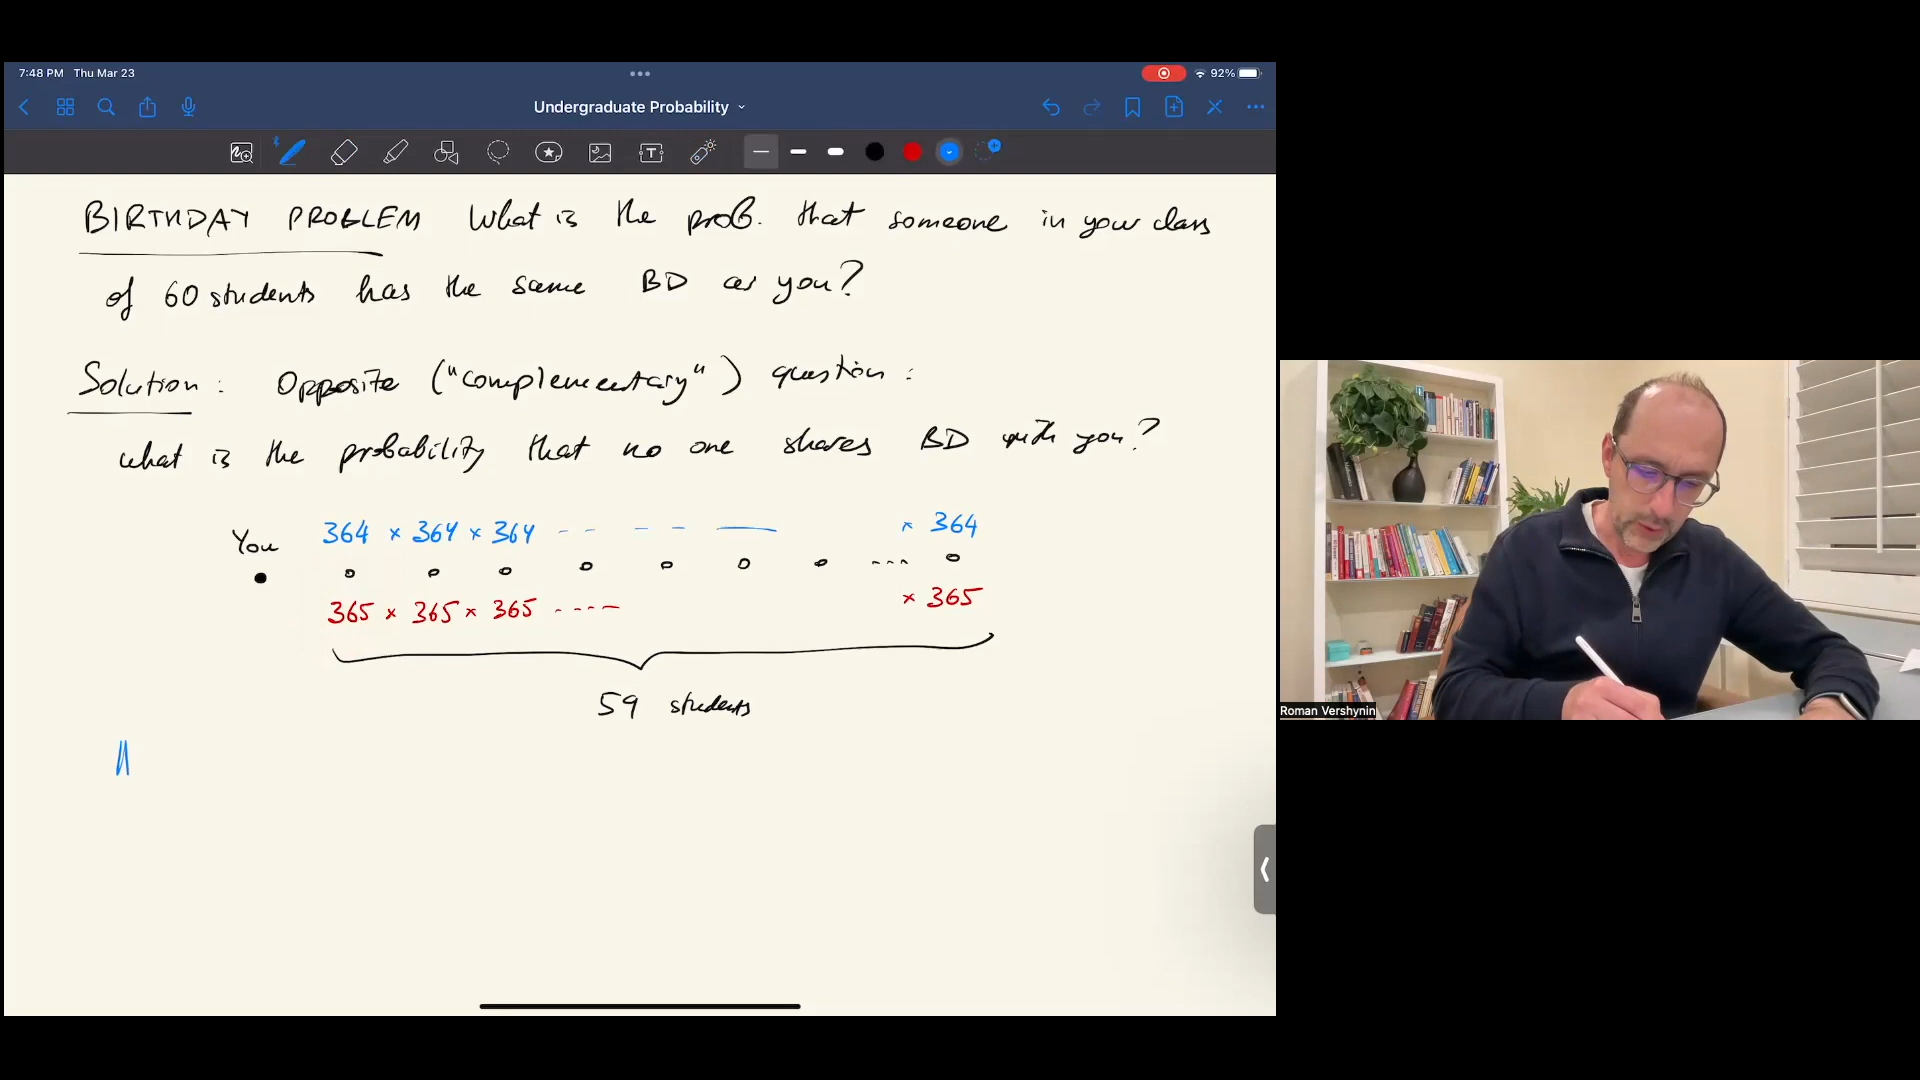 7:48 PM Thu Mar 23
92%
Undergraduate Probability
BIRTHDAY PROBLEM What is the prob. that someone in your class
of 60 students has the same BD as you?
Solution: Opposite ("complementary") question:
what is the probability that no one shares BD with you?
364 × 364 × 364 -- -- — × 364
You
365 × 365 × 365 ---- × 365
59 students
Roman Vershynin